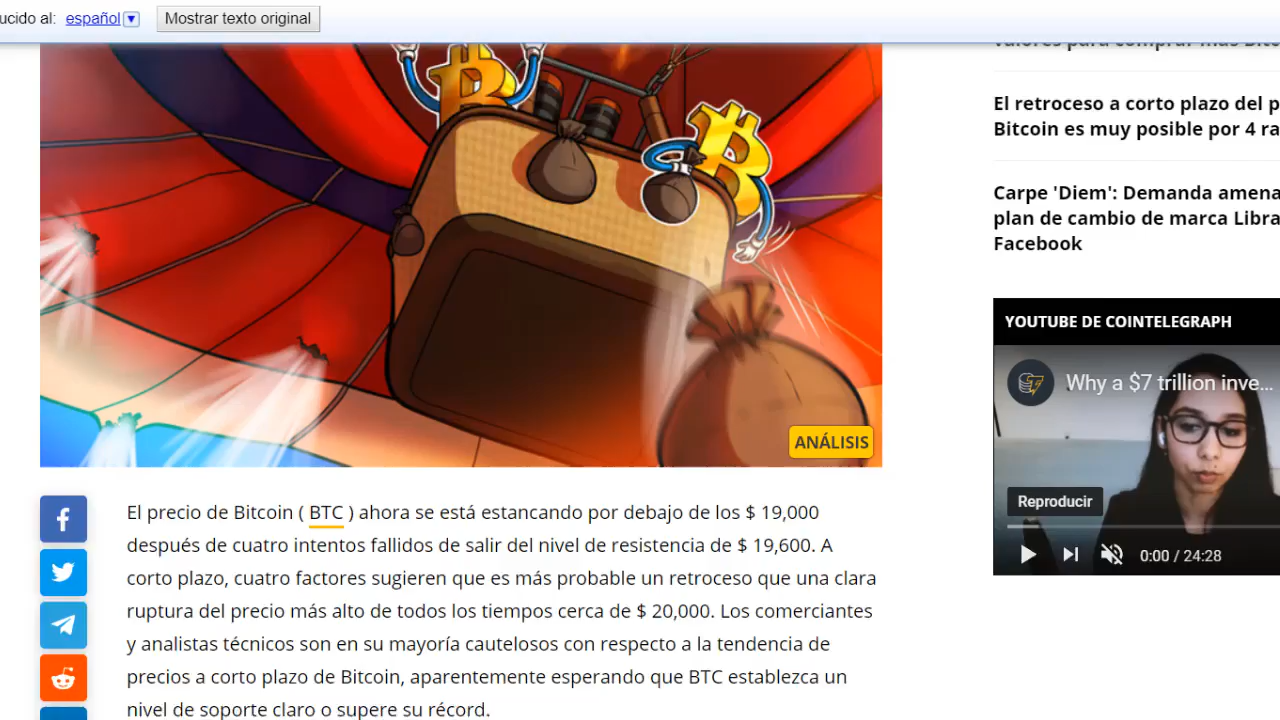 ucido al: español Mostrar texto original
valores para comprar más Bitc
El retroceso a corto plazo del p
Bitcoin es muy posible por 4 ra
Carpe 'Diem': Demanda amena
plan de cambio de marca Libra
Facebook
YOUTUBE DE COINTELEGRAPH
Why a $7 trillion inve...
Reproducir
0:00 / 24:28
ANÁLISIS
El precio de Bitcoin ( BTC ) ahora se está estancando por debajo de los $ 19,000
después de cuatro intentos fallidos de salir del nivel de resistencia de $ 19,600. A
corto plazo, cuatro factores sugieren que es más probable un retroceso que una clara
ruptura del precio más alto de todos los tiempos cerca de $ 20,000. Los comerciantes
y analistas técnicos son en su mayoría cautelosos con respecto a la tendencia de
precios a corto plazo de Bitcoin, aparentemente esperando que BTC establezca un
nivel de soporte claro o supere su récord.